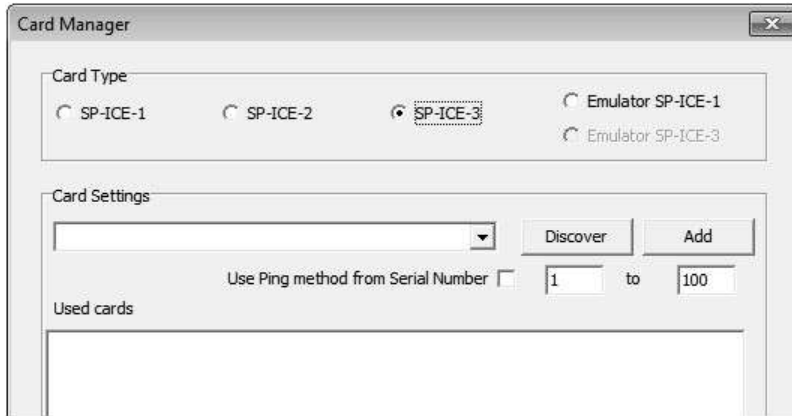 Card Manager
Card Type
SP-ICE-1 SP-ICE-2 SP-ICE-3 Emulator SP-ICE-1
Emulator SP-ICE-3
Card Settings
Discover Add
Use Ping method from Serial Number 1 to 100
Used cards